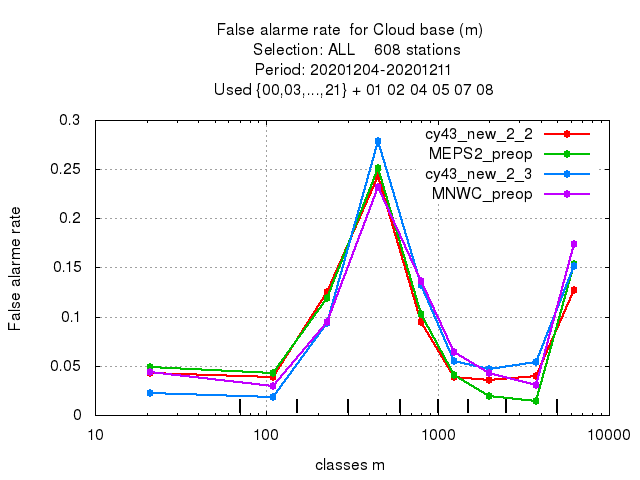 False alarme rate  for Cloud base (m)
Selection: ALL    608 stations
Period: 20201204-20201211
Used {00,03,...,21} + 01 02 04 05 07 08
0.3
0.25
0.2
0.15
0.1
0.05
0
False alarme rate
cy43_new_2_2
MEPS2_preop
cy43_new_2_3
MNWC_preop
10 100 1000 10000
classes m